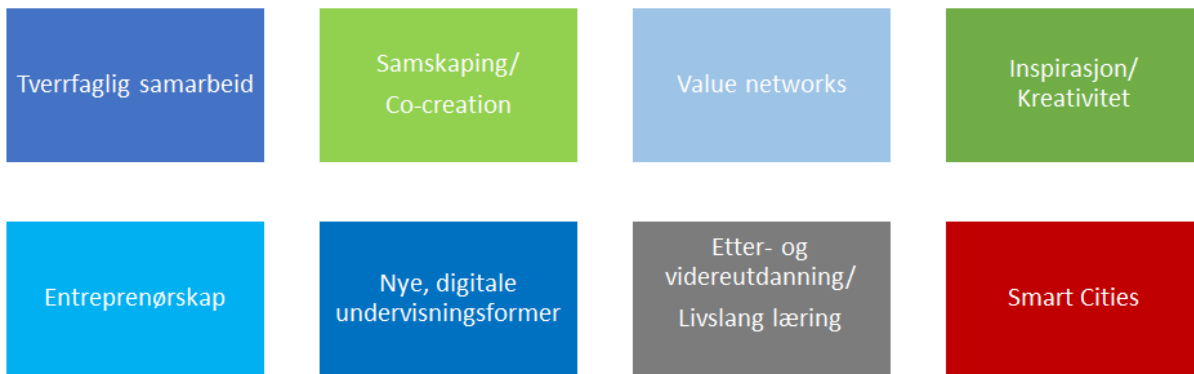 Tverrfaglig samarbeid
Samskaping/
Co-creation
Value networks
Inspirasjon/
Kreativitet
Entreprenørskap
Nye, digitale
undervisningsformer
Etter- og
videreutdanning/
Livslang læring
Smart Cities